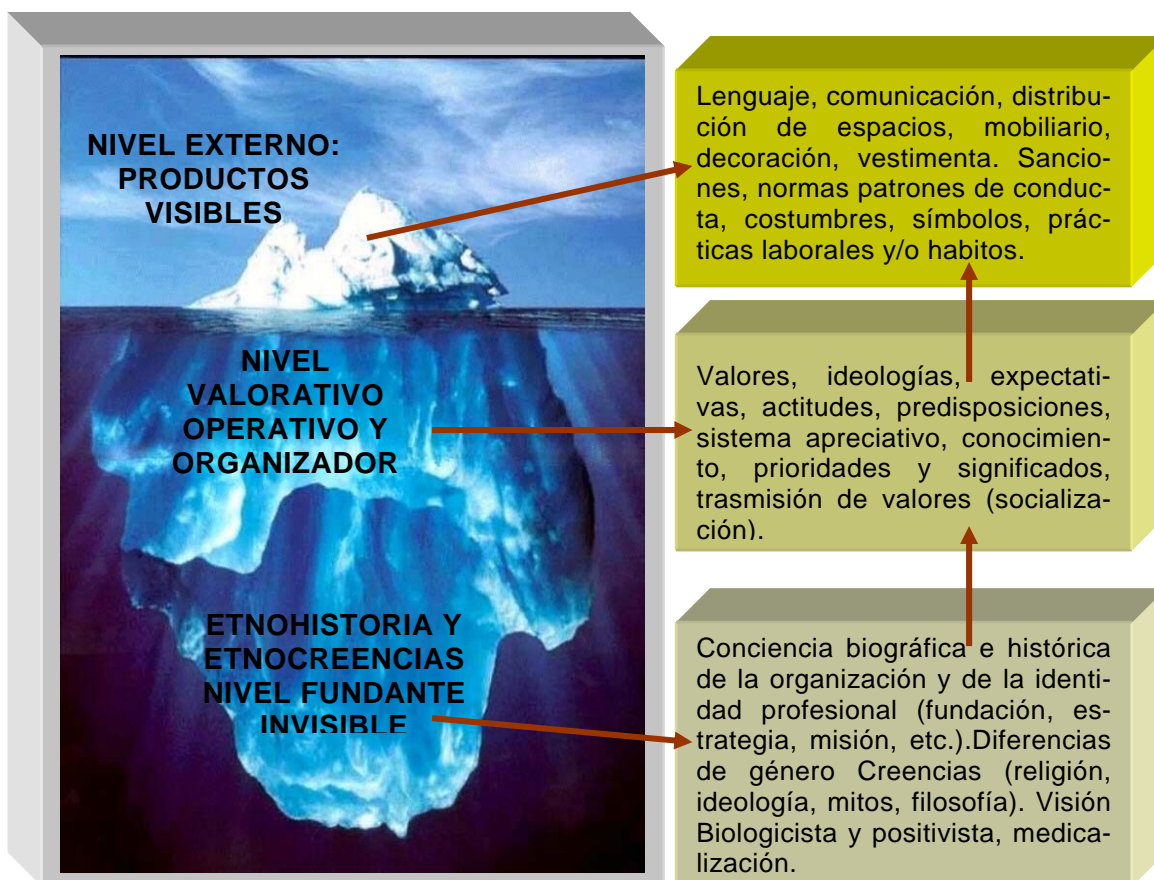 NIVEL EXTERNO:
PRODUCTOS
VISIBLES
Lenguaje, comunicación, distribu-
ción de espacios, mobiliario,
decoración, vestimenta. Sancio-
nes, normas patrones de conduc-
ta, costumbres, símbolos, prác-
ticas laborales y/o habitos.
NIVEL
VALORATIVO
OPERATIVO Y
ORGANIZADOR
Valores, ideologías, expectati-
vas, actitudes, predisposiciones,
sistema apreciativo, conocimien-
to, prioridades y significados,
trasmisión de valores (socializa-
ción).
ETNOHISTORIA Y
ETNOCREENCIAS
NIVEL FUNDANTE
INVISIBLE
Conciencia biográfica e histórica
de la organización y de la identi-
dad profesional (fundación, es-
trategia, misión, etc.).Diferencias
de género Creencias (religión,
ideología, mitos, filosofía). Visión
Biologicista y positivista, medica-
lización.